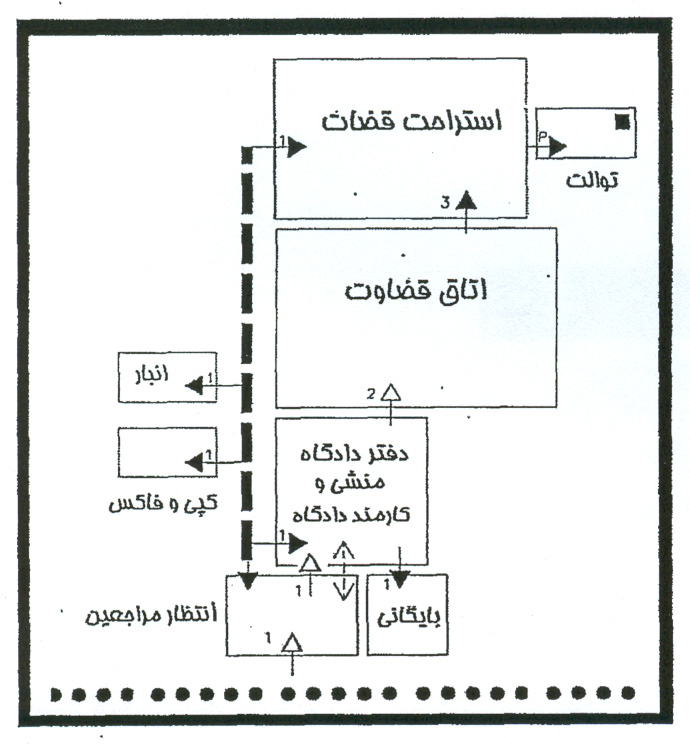 استراحت قضات
1
P
توالت
3
اتاق قضاوت
2
انبار
1
1
کپی و فاکس
دفتر دادگاه
منشی و
کارمند دادگاه
1
1
1
انتظار مراجعین
1
بایگانی